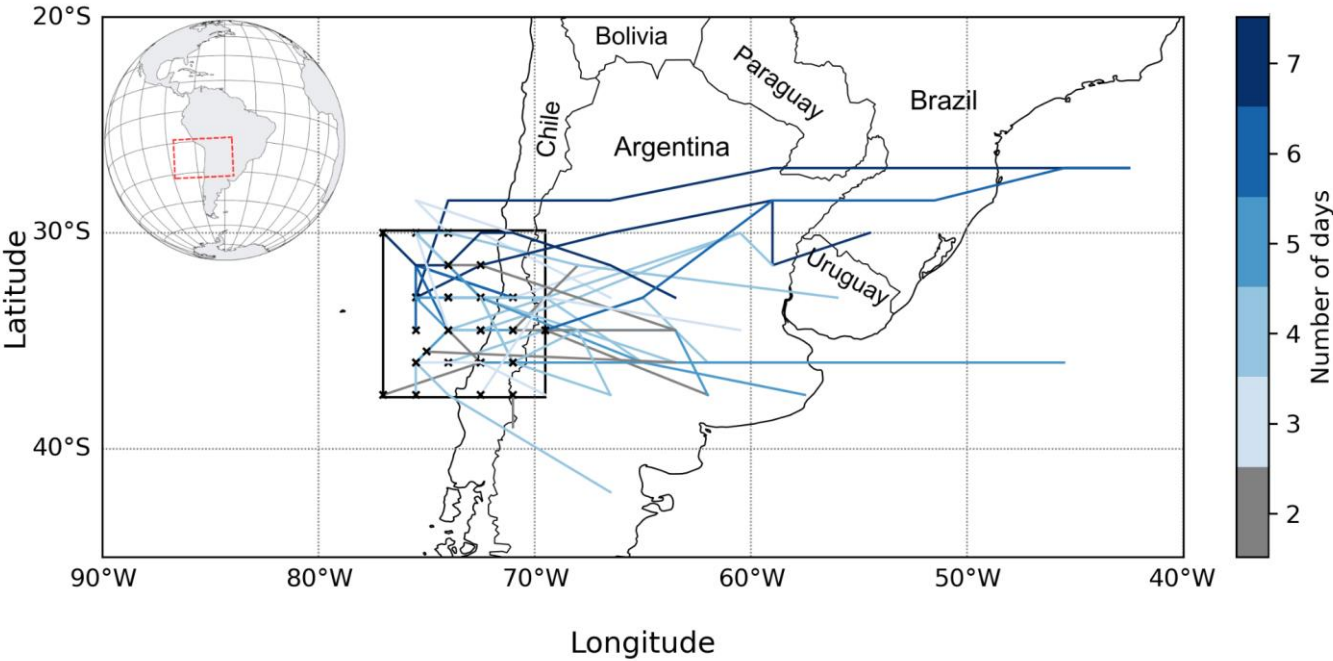 20°S
30°S
40°S
Latitude
90°W
80°W
70°W
60°W
50°W
40°W
Longitude
Bolivia
Paraguay
Brazil
Chile
Argentina
Uruguay
7
6
5
4
3
2
Number of days